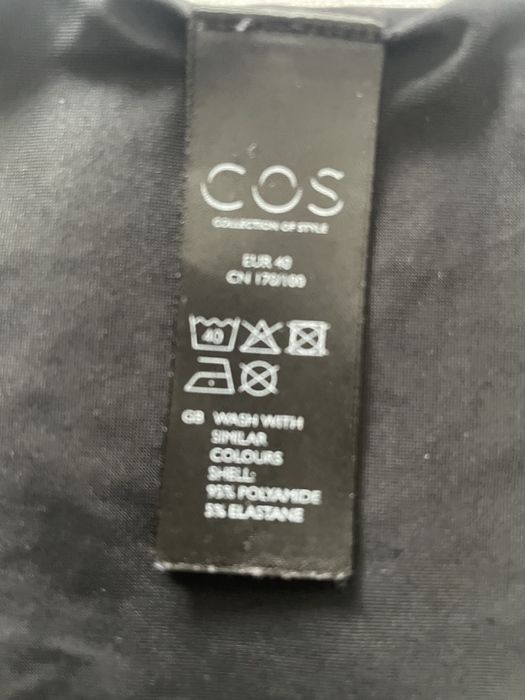 COS
COLLECTION OF STYLE
EUR 40
CN 170/100
40
GB WASH WITH
SIMILAR
COLOURS
SHELL:
95% POLYAMIDE
5% ELASTANE